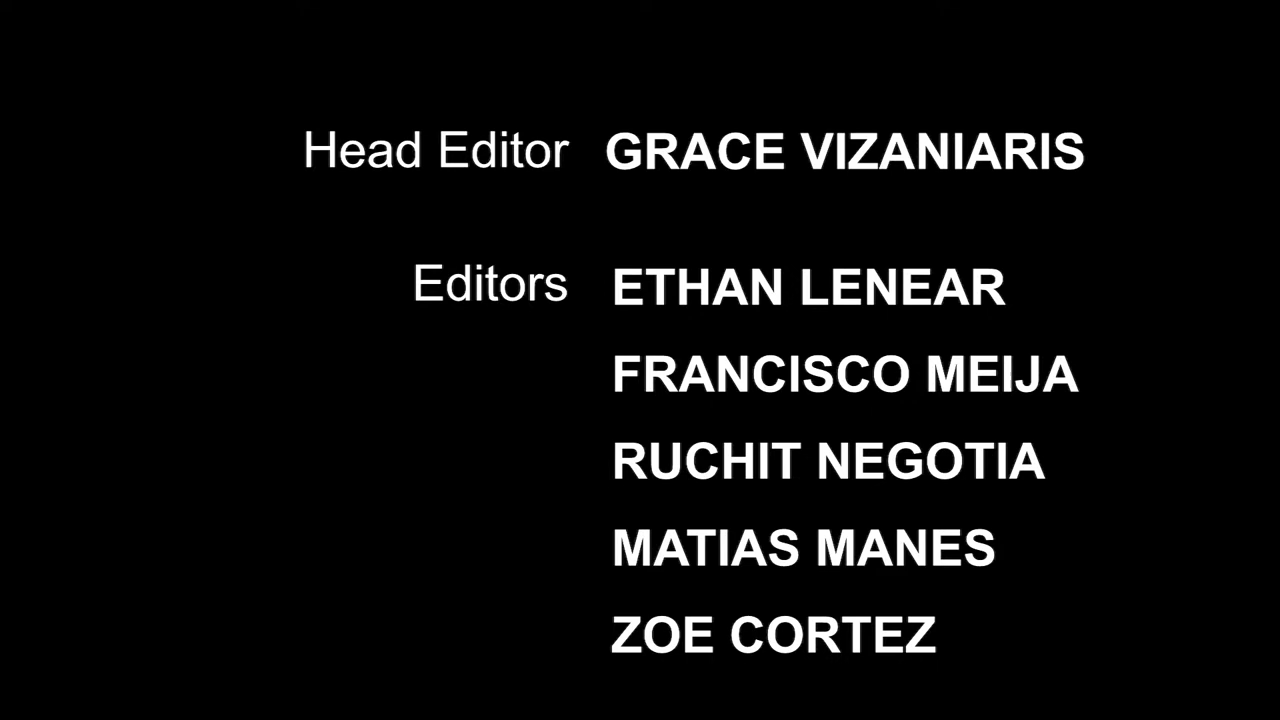 Head Editor GRACE VIZANIARIS
Editors ETHAN LENEAR
FRANCISCO MEIJA
RUCHIT NEGOTIA
MATIAS MANES
ZOE CORTEZ